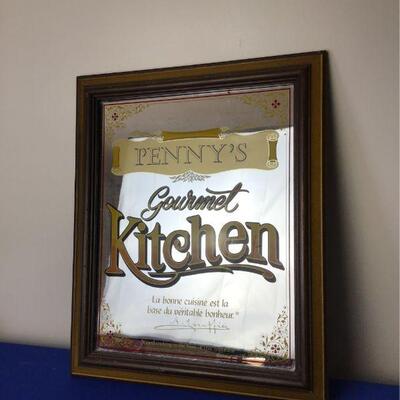 PENNY'S
Gourmet
Kitchen
La bonne cuisine est la
base du véritable bonheur."